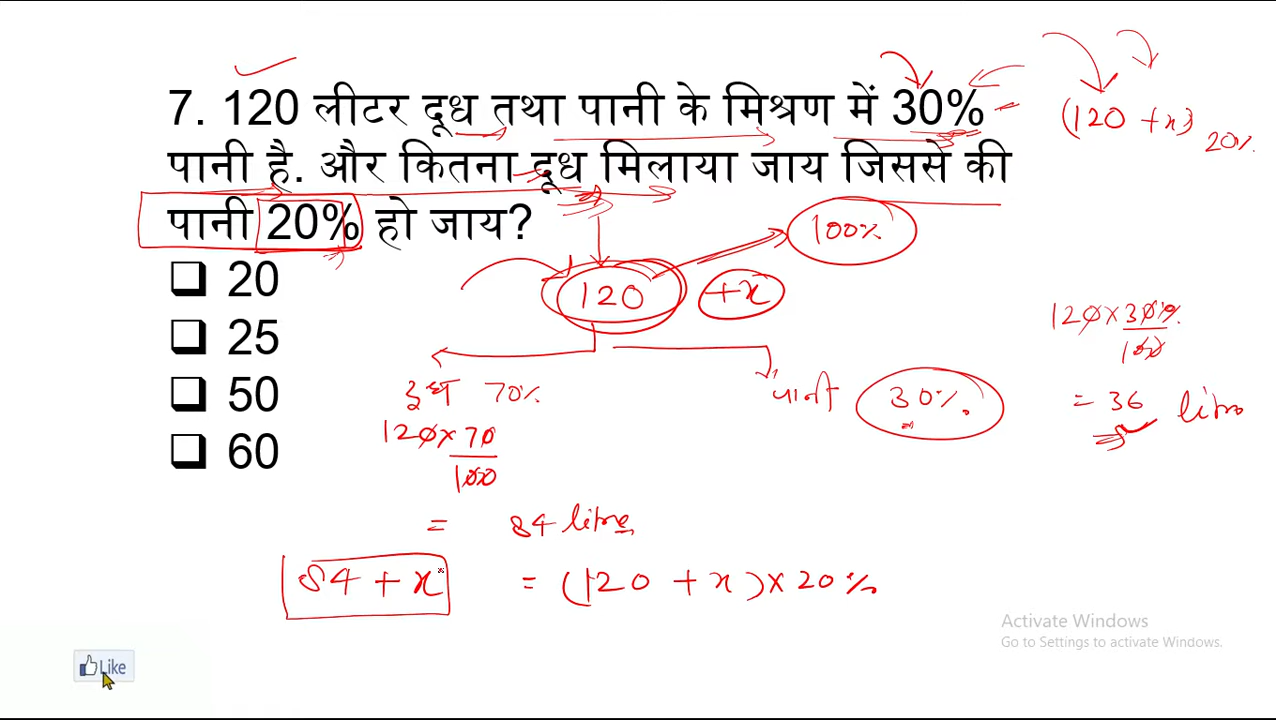 7. 120 लीटर दूध तथा पानी के मिश्रण में 30%
पानी है. और कितना दूध मिलाया जाय जिससे की
पानी 20% हो जाय?
(120 + x) 20%
❑ 20
❑ 25
❑ 50
❑ 60
100%
120 + x
दुध 70%
120 × 70
100
= 84 litre
पानी 30%
120 × 30%
100
= 36 litre
84 + x = (120 + x) × 20%
Activate Windows
Go to Settings to activate Windows.
Like